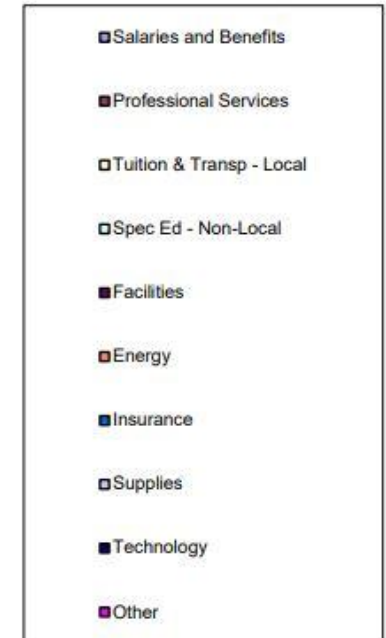 Salaries and Benefits
Professional Services
Tuition & Transp - Local
Spec Ed - Non-Local
Facilities
Energy
Insurance
Supplies
Technology
Other